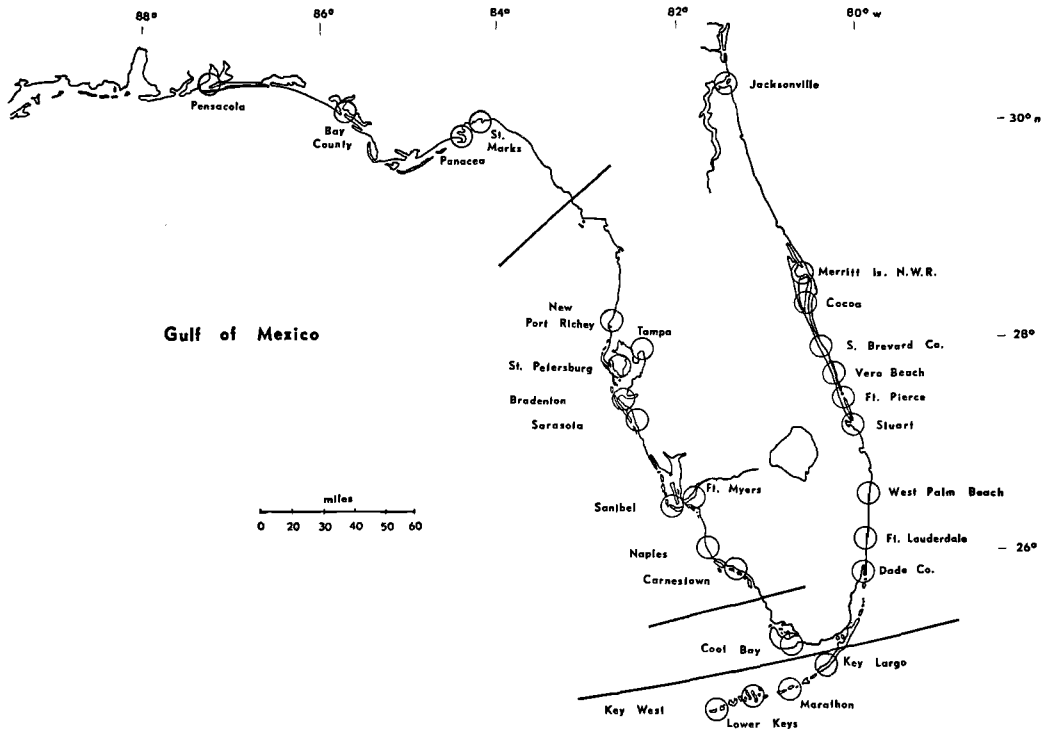 88° 86° 84° 82° 80° w
Jacksonville
Pensacola
30° n
Bay
County
St.
Marks
Panacea
Merritt Is. N.W.R.
Cocoa
New
Port Richey
Gulf of Mexico
Tampa
28°
S. Brevard Co.
St. Petersburg
Vero Beach
Bradenton
Ft. Pierce
Sarasota
Stuart
miles
0 10 20 30 40 50 60
Ft. Myers
West Palm Beach
Sanibel
Ft. Lauderdale
26°
Naples
Carnestown
Dade Co.
Coot Bay
Key Largo
Marathon
Key West
Lower Keys